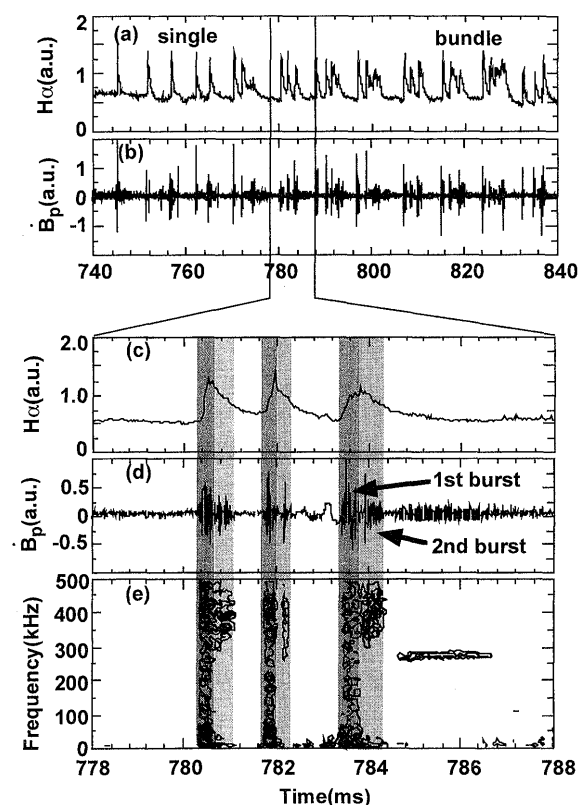 (a)
single
bundle
Hα(a.u.)
2
1
0
(b)
Ḃp(a.u.)
2
1
0
-1
740
760
780
800
820
840
(c)
Hα(a.u.)
2.0
1.0
0
(d)
1st burst
2nd burst
Ḃp(a.u.)
0.5
0
-0.5
(e)
Frequency(kHz)
500
400
300
200
100
0
778
780
782
784
786
788
Time(ms)